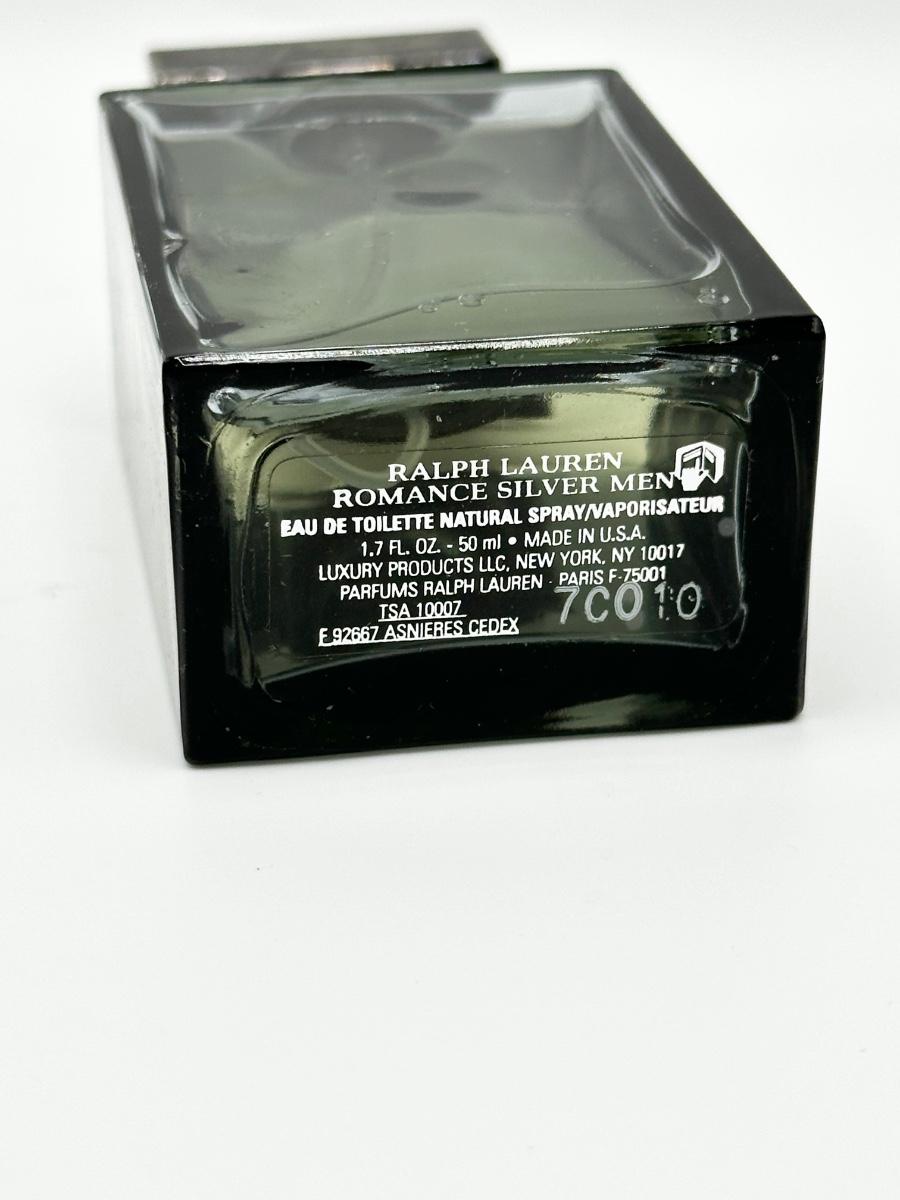 RALPH LAUREN
ROMANCE SILVER MEN
EAU DE TOILETTE NATURAL SPRAY/VAPORISATEUR
1.7 FL. OZ. - 50 ml • MADE IN U.S.A.
LUXURY PRODUCTS LLC, NEW YORK, NY 10017
PARFUMS RALPH LAUREN - PARIS F-75001
TSA 10007
F 92667 ASNIERES CEDEX
7C010